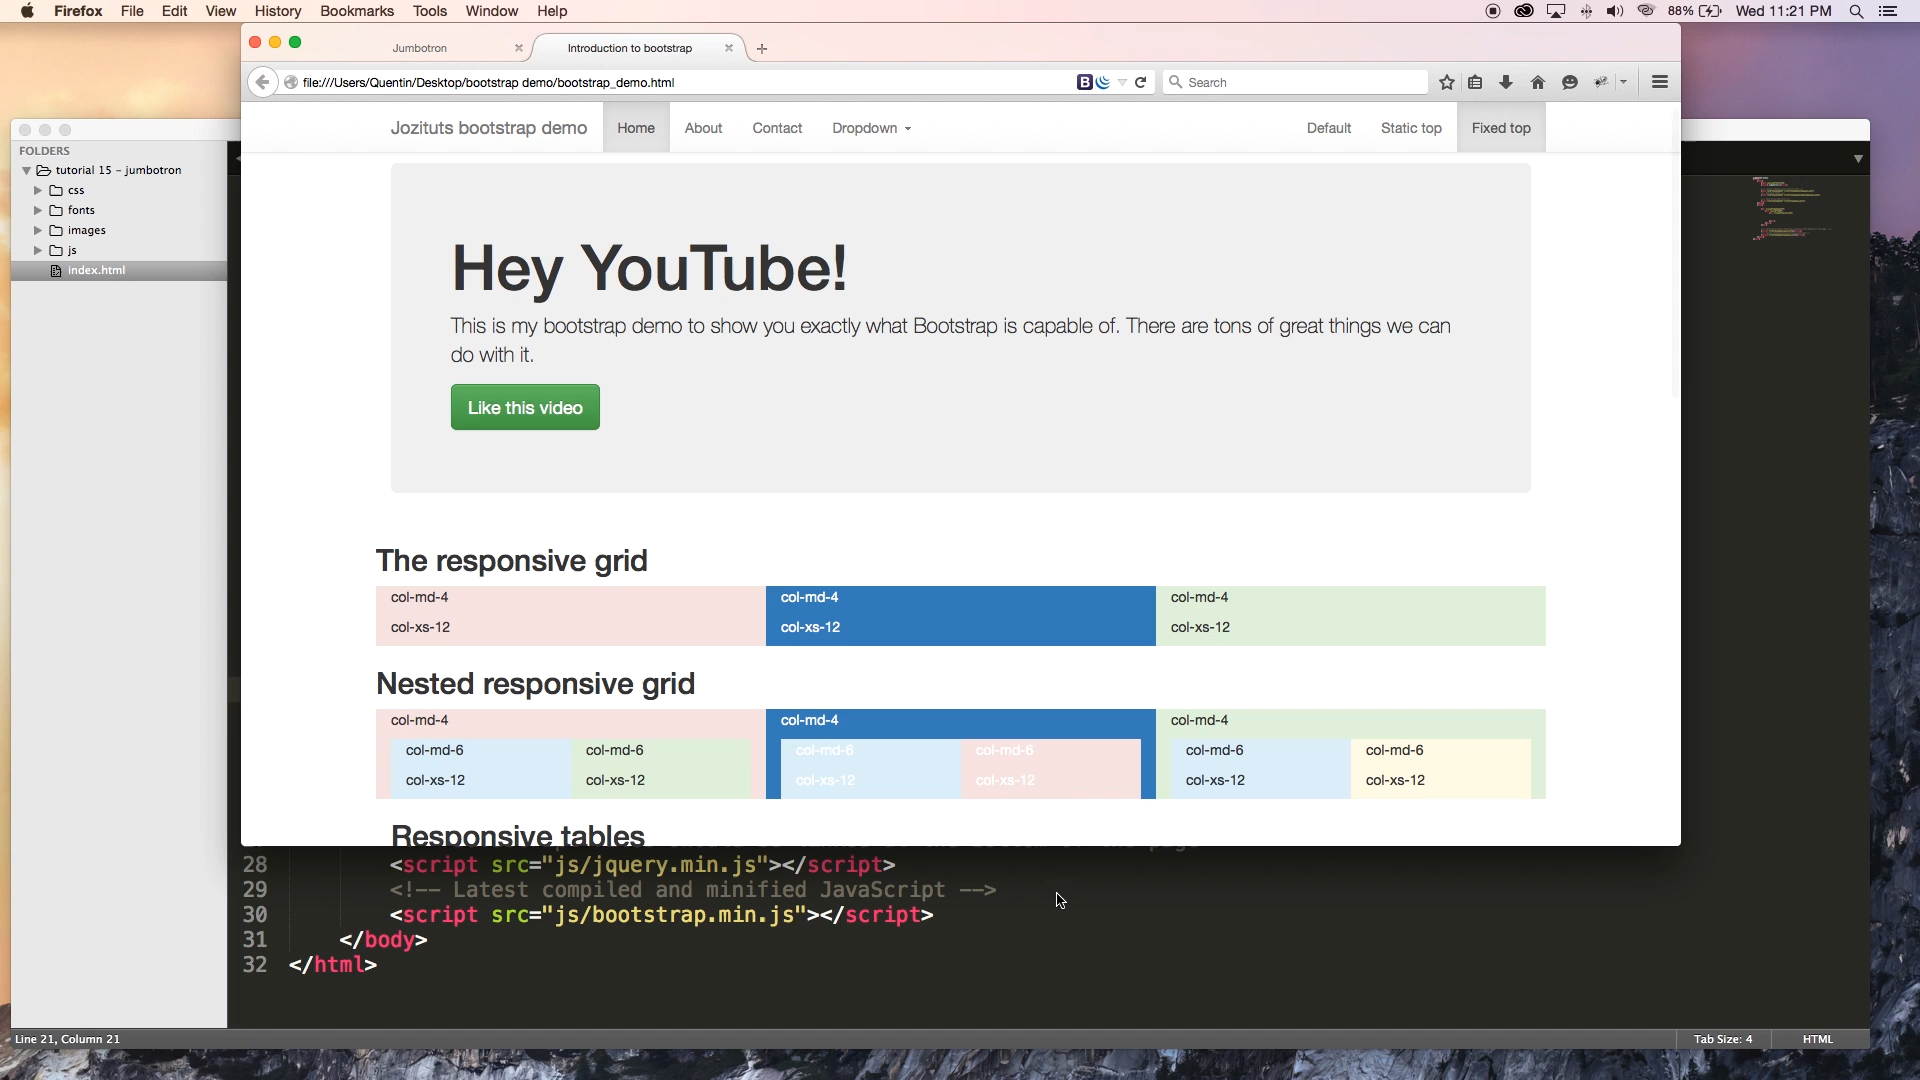 Firefox File Edit View History Bookmarks Tools Window Help 88% Wed 11:21 PM
Jumbotron
Introduction to bootstrap
file:///Users/Quentin/Desktop/bootstrap demo/bootstrap_demo.html
B
Search
Jozituts bootstrap demo Home About Contact Dropdown Default Static top Fixed top
FOLDERS
tutorial 15 - jumbotron
css
fonts
images
js
index.html
Hey YouTube!
This is my bootstrap demo to show you exactly what Bootstrap is capable of. There are tons of great things we can
do with it.
Like this video
The responsive grid
col-md-4 col-md-4 col-md-4
col-xs-12 col-xs-12 col-xs-12
Nested responsive grid
col-md-4 col-md-4 col-md-4
col-md-6 col-md-6 col-md-6 col-md-6 col-md-6 col-md-6
col-xs-12 col-xs-12 col-xs-12 col-xs-12 col-xs-12 col-xs-12
Responsive tables
28 <script src="js/jquery.min.js"></script>
29 <!-- Latest compiled and minified JavaScript -->
30 <script src="js/bootstrap.min.js"></script>
31 </body>
32 </html>
Line 21, Column 21 Tab Size: 4 HTML